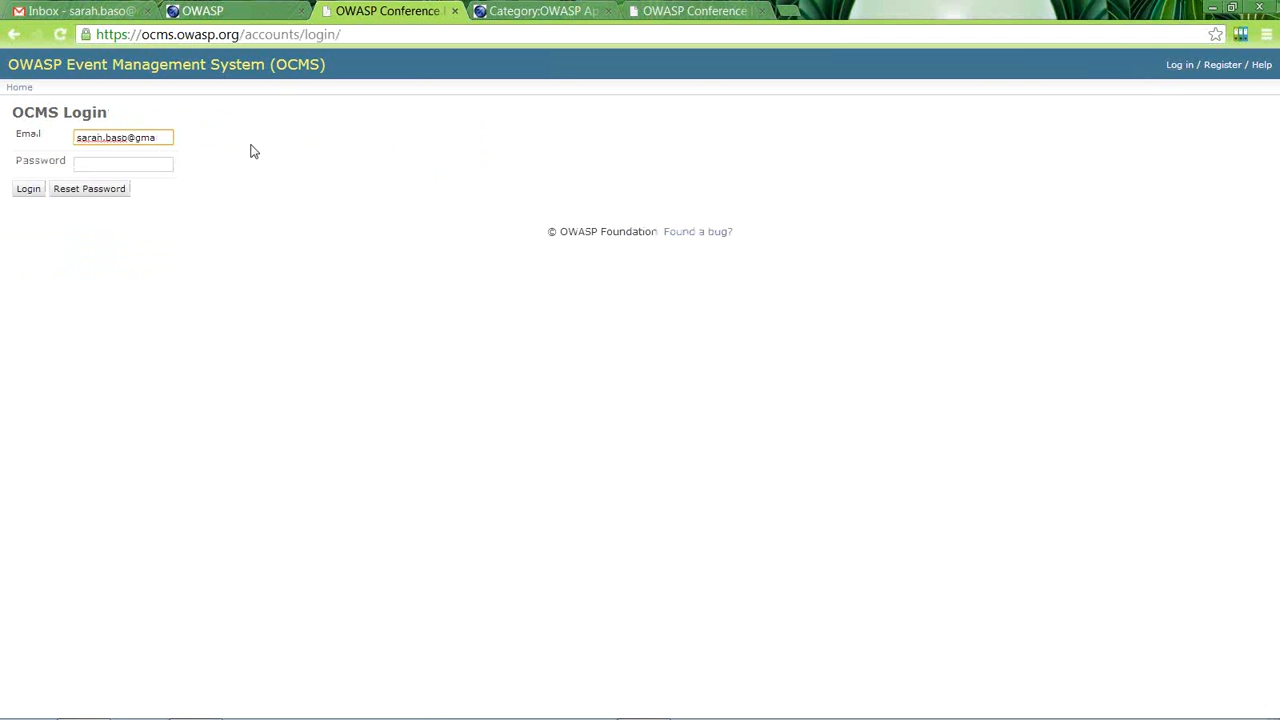 Inbox - sarah.baso@ OWASP OWASP Conference Category:OWASP Ap OWASP Conference
https://ocms.owasp.org/accounts/login/
OWASP Event Management System (OCMS) Log in / Register / Help
Home
OCMS Login
Email sarah.baso@gma
Password
Login Reset Password
© OWASP Foundation Found a bug?